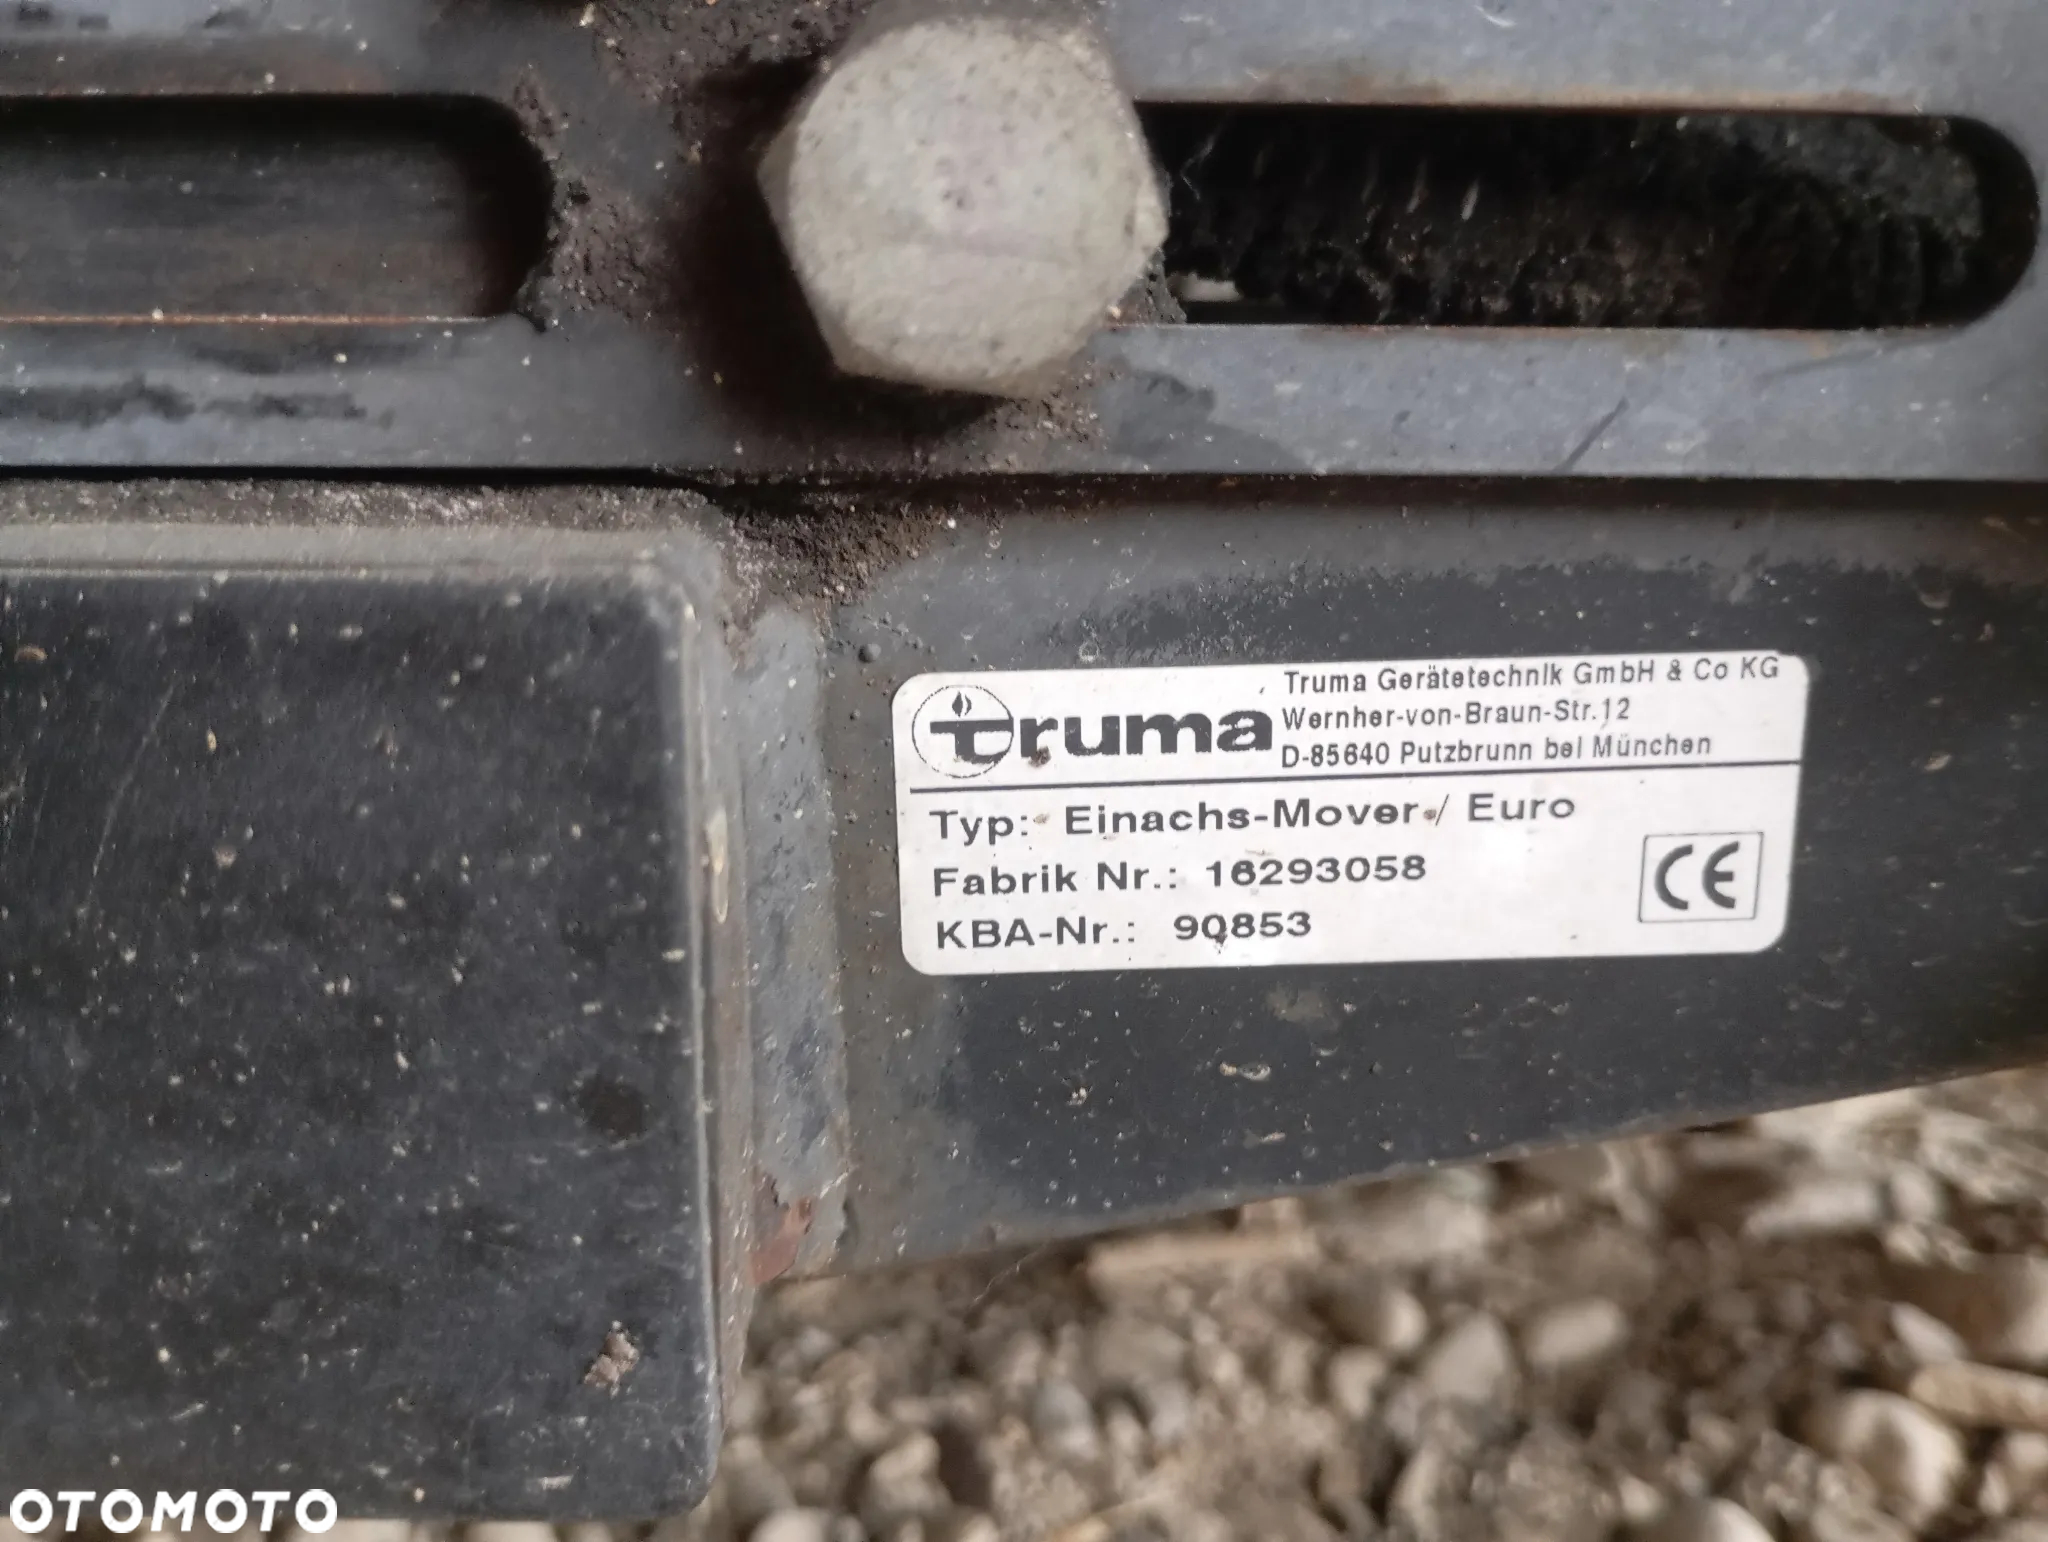 truma
Truma Gerätetechnik GmbH & Co KG
Wernher-von-Braun-Str.12
D-85640 Putzbrunn bei München
Typ: Einachs-Mover / Euro
Fabrik Nr.: 16293058
KBA-Nr.: 90853
CE
OTOMOTO